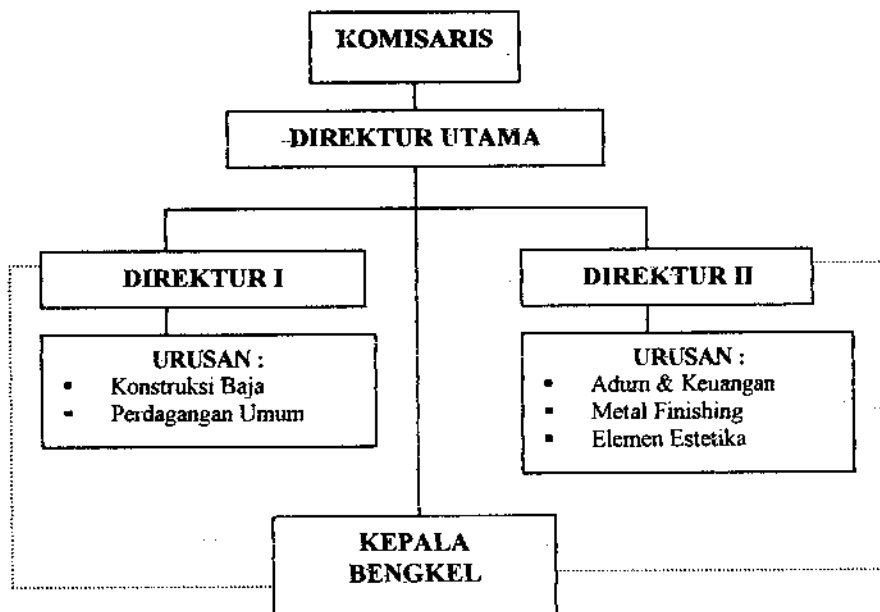 KOMISARIS
DIREKTUR UTAMA
DIREKTUR I
DIREKTUR II
URUSAN :
▪ Konstruksi Baja
▪ Perdagangan Umum
URUSAN :
▪ Adum & Keuangan
▪ Metal Finishing
▪ Elemen Estetika
KEPALA
BENGKEL